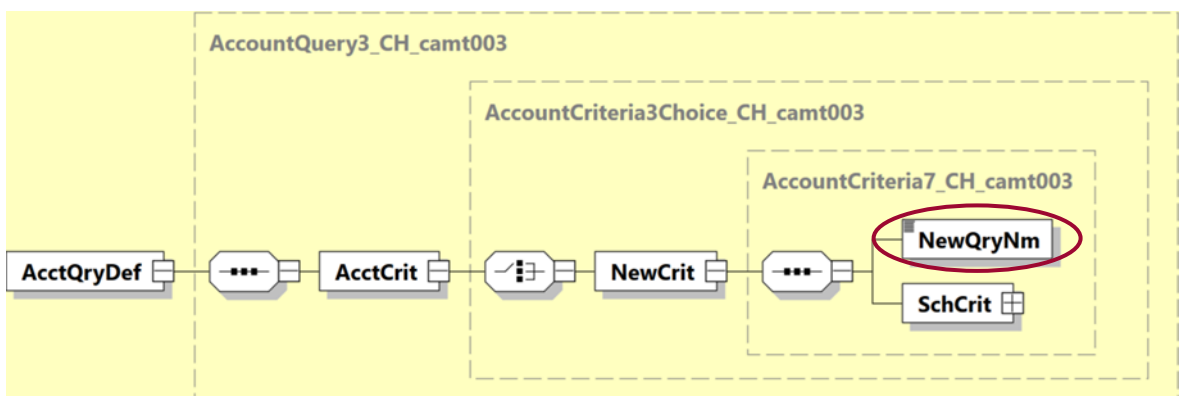 AccountQuery3_CH_camt003
AccountCriteria3Choice_CH_camt003
AccountCriteria7_CH_camt003
NewQryNm
AcctQryDef
AcctCrit
NewCrit
SchCrit